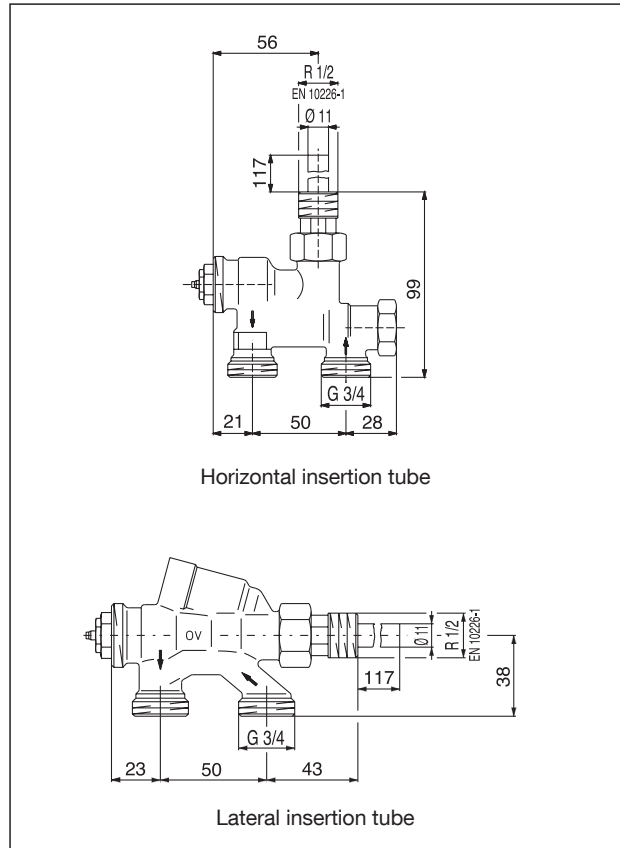 56
R 1/2
EN 10226-1
Ø 11
117
99
G 3/4
21 50 28
Horizontal insertion tube
OV
Ø 11
R 1/2
EN 10226-1
117
38
G 3/4
23 50 43
Lateral insertion tube